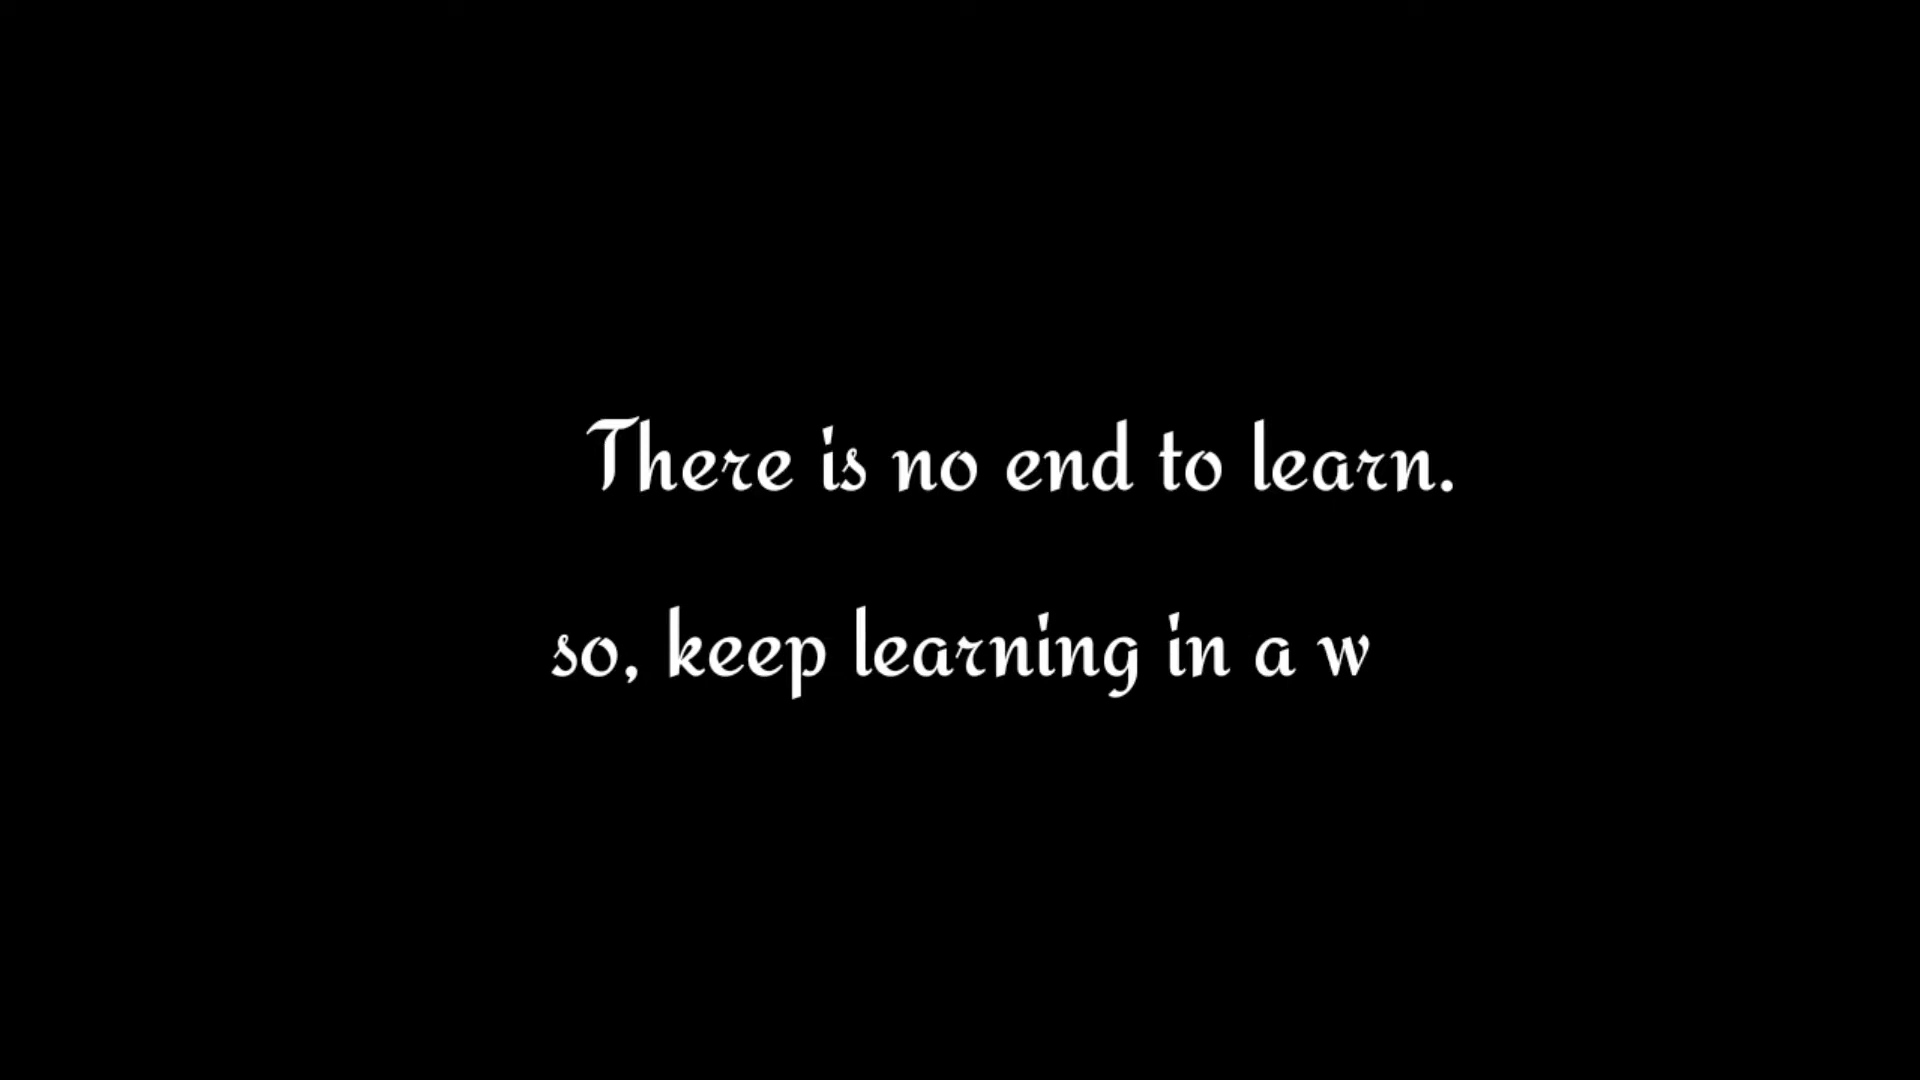 There is no end to learn.
so, keep learning in a w